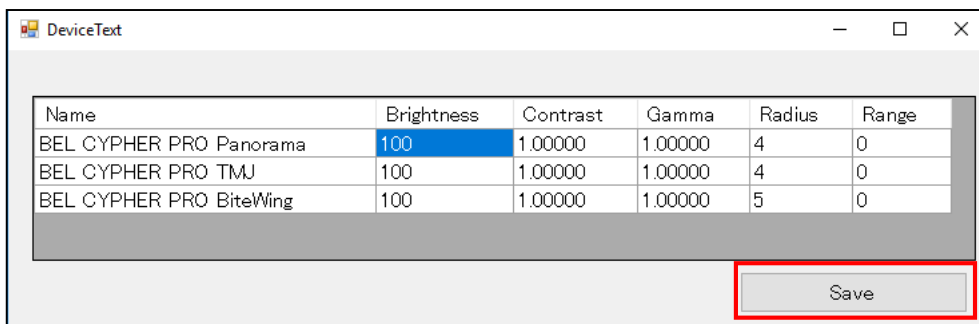 DeviceText
Name Brightness Contrast Gamma Radius Range
BEL CYPHER PRO Panorama 100 1.00000 1.00000 4 0
BEL CYPHER PRO TMJ 100 1.00000 1.00000 4 0
BEL CYPHER PRO BiteWing 100 1.00000 1.00000 5 0
Save